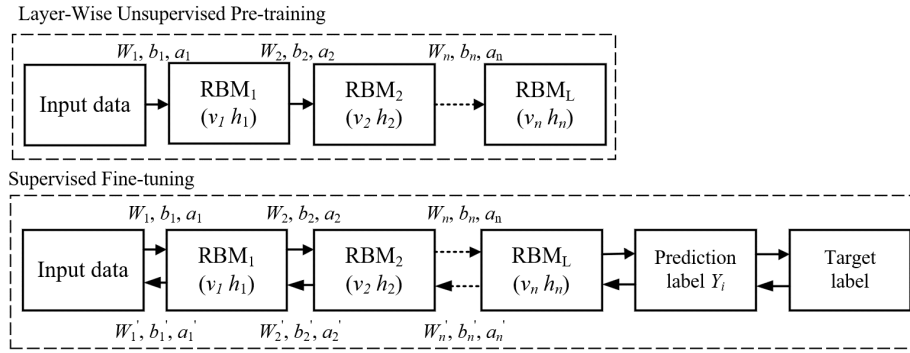 Layer-Wise Unsupervised Pre-training
W₁, b₁, a₁ W₂, b₂, a₂ Wₙ, bₙ, aₙ
Input data RBM₁ RBM₂ RBM_L
(v₁ h₁) (v₂ h₂) (vₙ hₙ)
Supervised Fine-tuning
W₁, b₁, a₁ W₂, b₂, a₂ Wₙ, bₙ, aₙ
Input data RBM₁ RBM₂ RBM_L Prediction Target
(v₁ h₁) (v₂ h₂) (vₙ hₙ) label Yᵢ label
W₁', b₁', a₁' W₂', b₂', a₂' Wₙ', bₙ', aₙ'